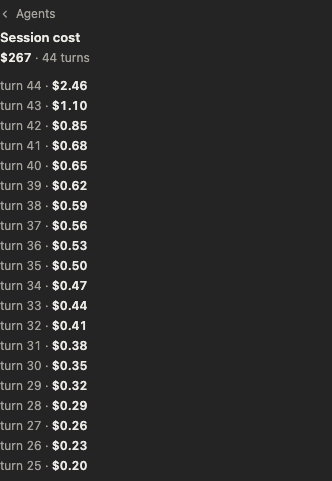 < Agents
Session cost
$267 · 44 turns
turn 44 · $2.46
turn 43 · $1.10
turn 42 · $0.85
turn 41 · $0.68
turn 40 · $0.65
turn 39 · $0.62
turn 38 · $0.59
turn 37 · $0.56
turn 36 · $0.53
turn 35 · $0.50
turn 34 · $0.47
turn 33 · $0.44
turn 32 · $0.41
turn 31 · $0.38
turn 30 · $0.35
turn 29 · $0.32
turn 28 · $0.29
turn 27 · $0.26
turn 26 · $0.23
turn 25 · $0.20